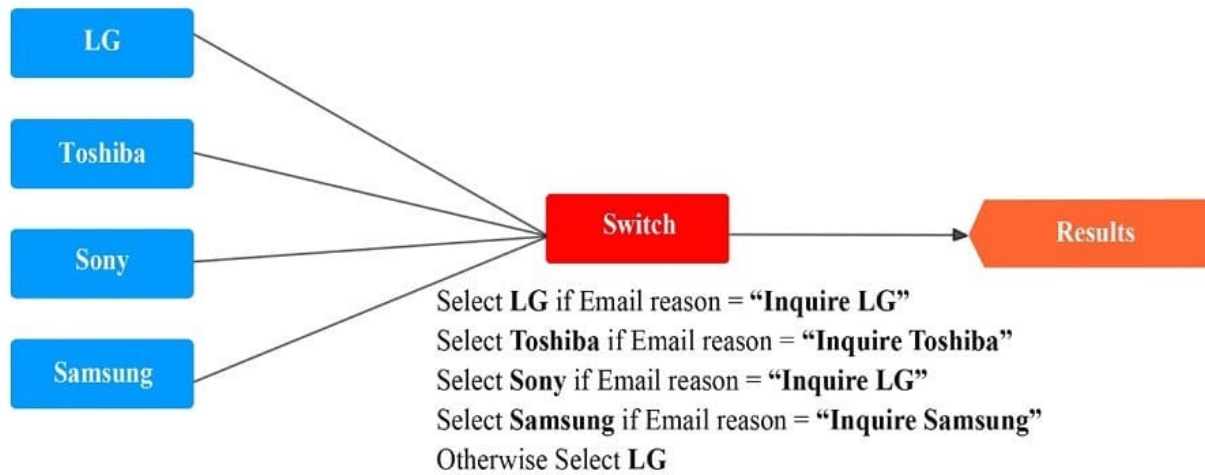 LG
Toshiba
Sony
Samsung
Switch
Results
Select LG if Email reason = “Inquire LG”
Select Toshiba if Email reason = “Inquire Toshiba”
Select Sony if Email reason = “Inquire LG”
Select Samsung if Email reason = “Inquire Samsung”
Otherwise Select LG